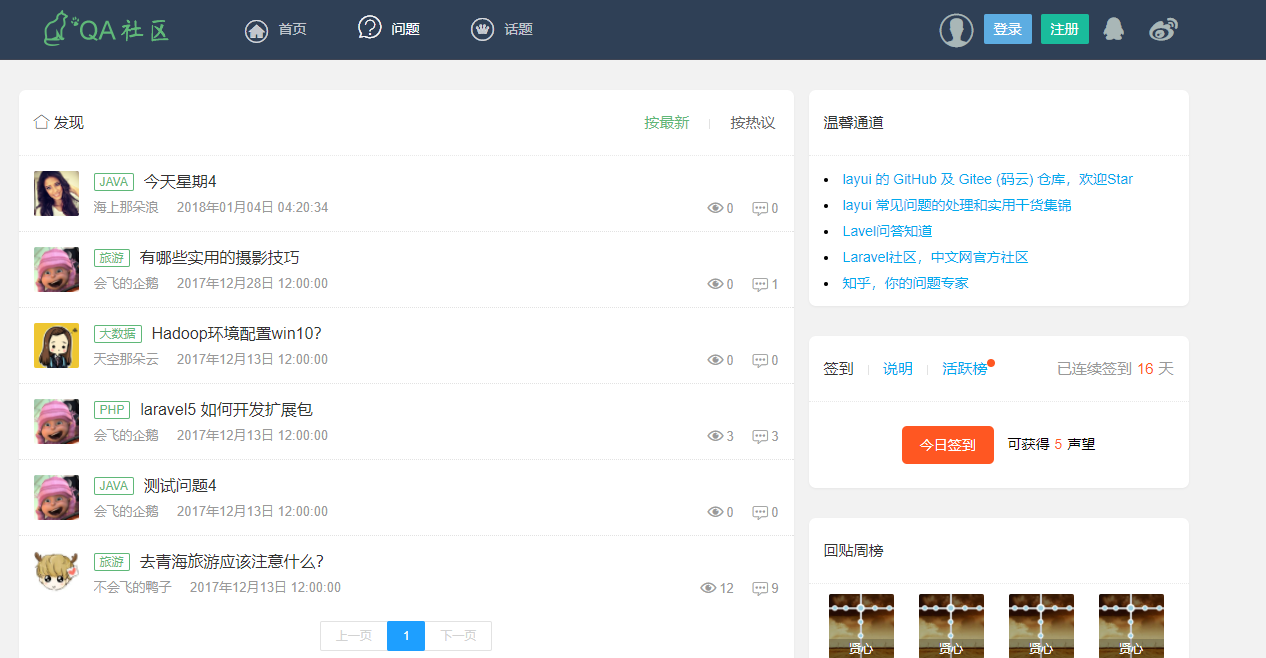 QA社区 首页 问题 话题 登录 注册
发现 按最新 按热议
JAVA 今天星期4
海上那朵浪 2018年01月04日 04:20:34 0 0
旅游 有哪些实用的摄影技巧
会飞的企鹅 2017年12月28日 12:00:00 0 1
大数据 Hadoop环境配置win10?
天空那朵云 2017年12月13日 12:00:00 0 0
PHP laravel5 如何开发扩展包
会飞的企鹅 2017年12月13日 12:00:00 3 3
JAVA 测试问题4
会飞的企鹅 2017年12月13日 12:00:00 0 0
旅游 去青海旅游应该注意什么?
不会飞的鸭子 2017年12月13日 12:00:00 12 9
上一页 1 下一页
温馨通道
layui 的 GitHub 及 Gitee (码云) 仓库，欢迎Star
layui 常见问题的处理和实用干货集锦
Lavel问答知道
Laravel社区，中文网官方社区
知乎，你的问题专家
签到 说明 活跃榜 已连续签到 16 天
今日签到 可获得 5 声望
回贴周榜
贤心 贤心 贤心 贤心